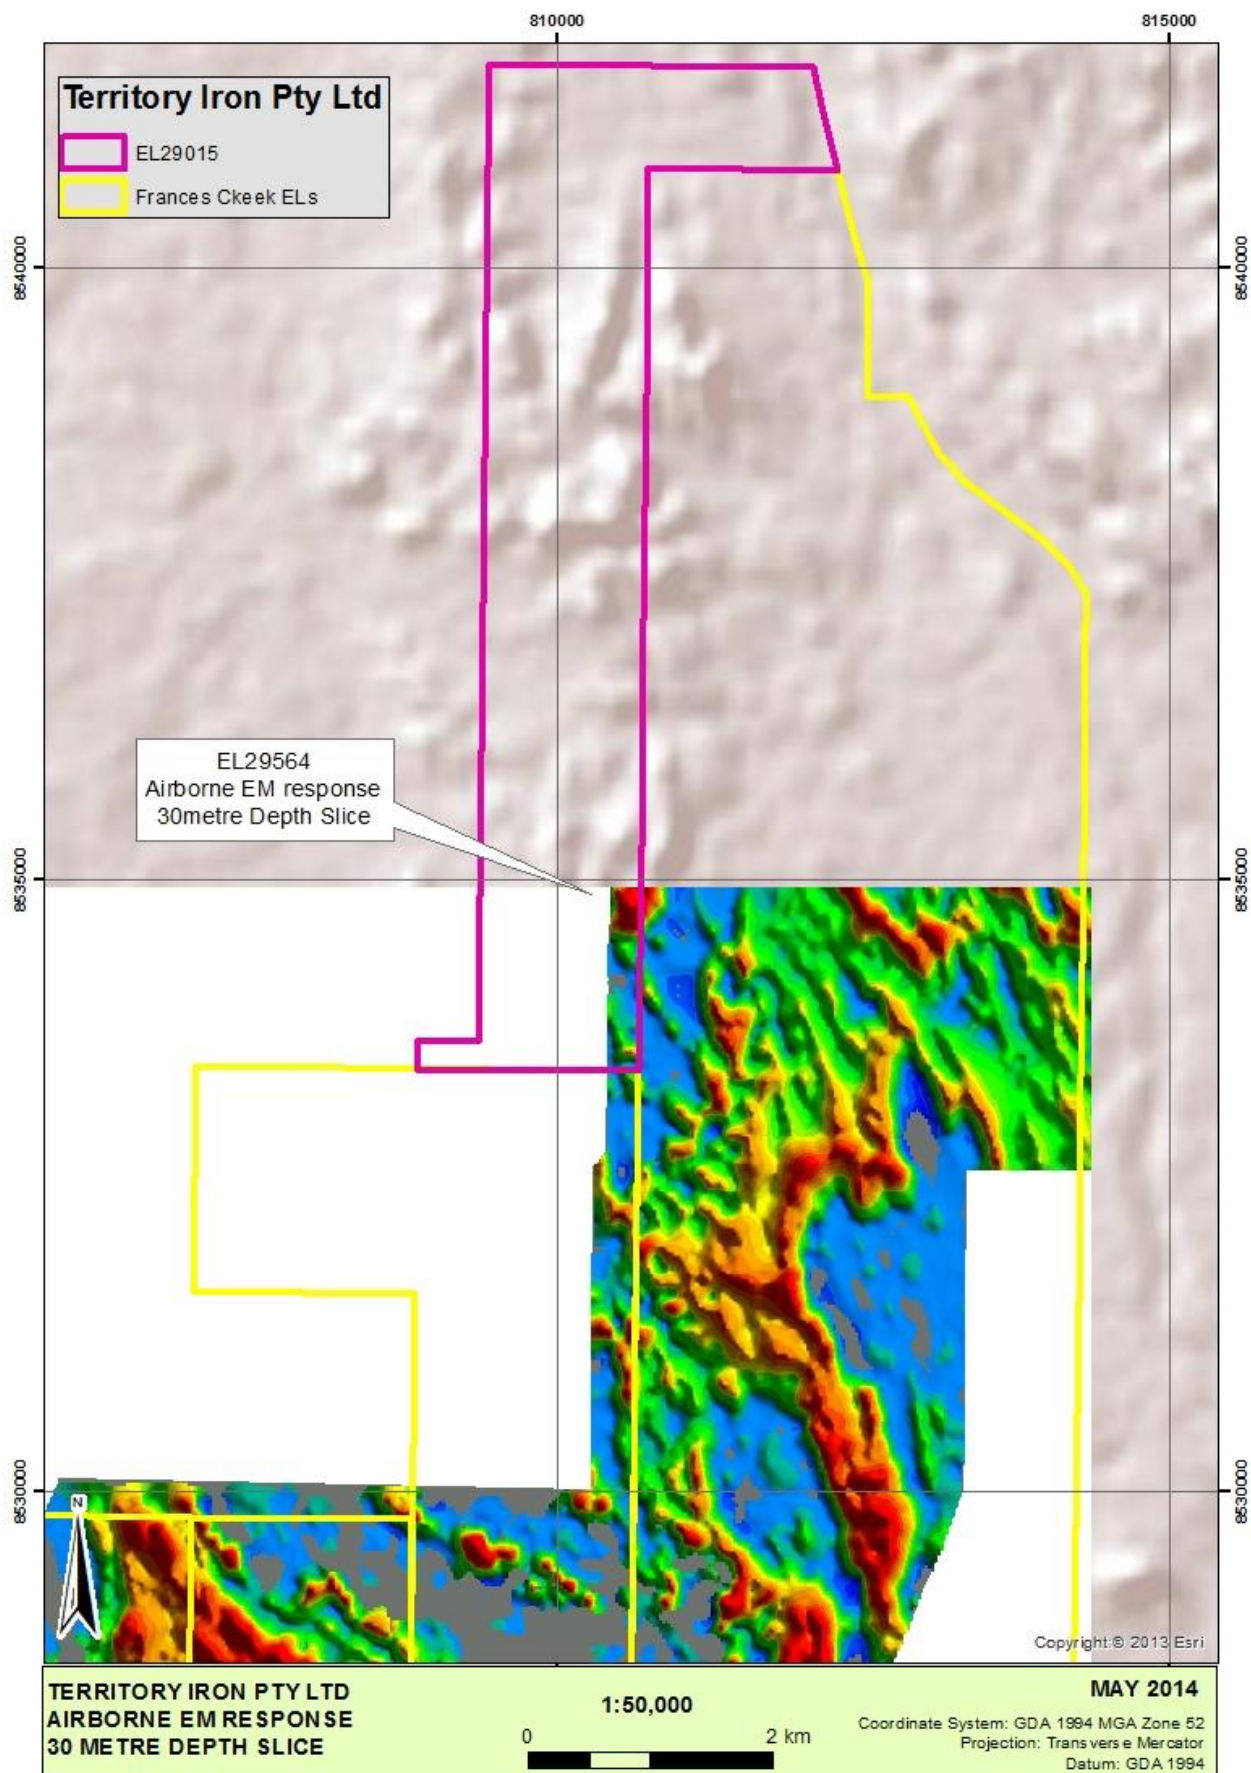 810000 815000
Territory Iron Pty Ltd
EL29015
Frances Ckeek ELs
8540000 8540000
EL29564
Airborne EM response
30metre Depth Slice
8535000 8535000
8530000 8530000
N
Copyright:© 2013 Esri
TERRITORY IRON PTY LTD
AIRBORNE EM RESPONSE
30 METRE DEPTH SLICE
1:50,000
0 2 km
MAY 2014
Coordinate System: GDA 1994 MGA Zone 52
Projection: Transverse Mercator
Datum: GDA 1994